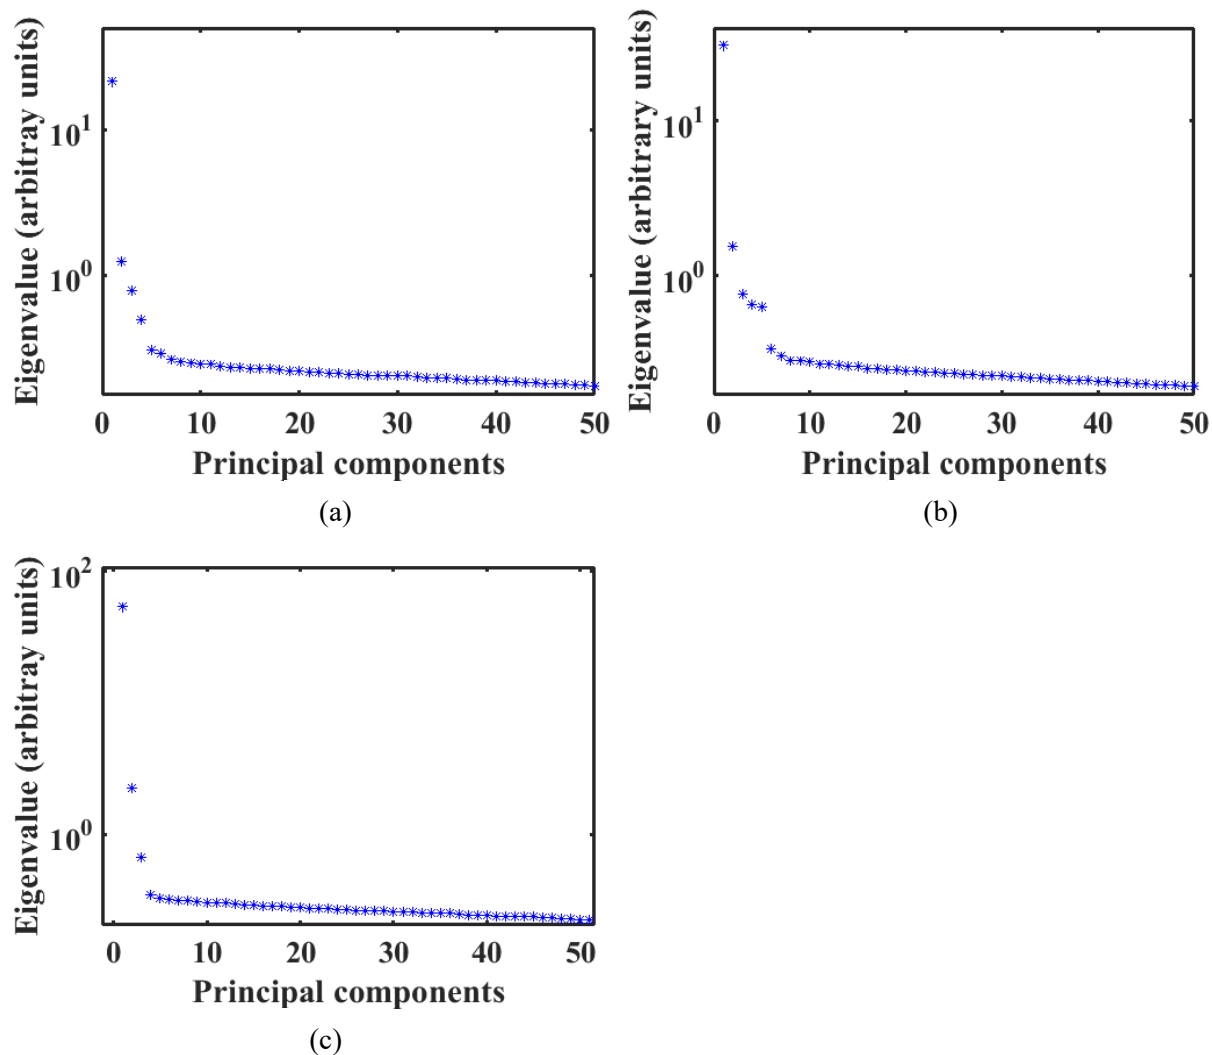 Eigenvalue (arbitray units)
10^1
10^0
0 10 20 30 40 50
Principal components
(a)
Eigenvalue (arbitrary units)
10^1
10^0
0 10 20 30 40 50
Principal components
(b)
Eigenvalue (arbitray units)
10^2
10^0
0 10 20 30 40 50
Principal components
(c)